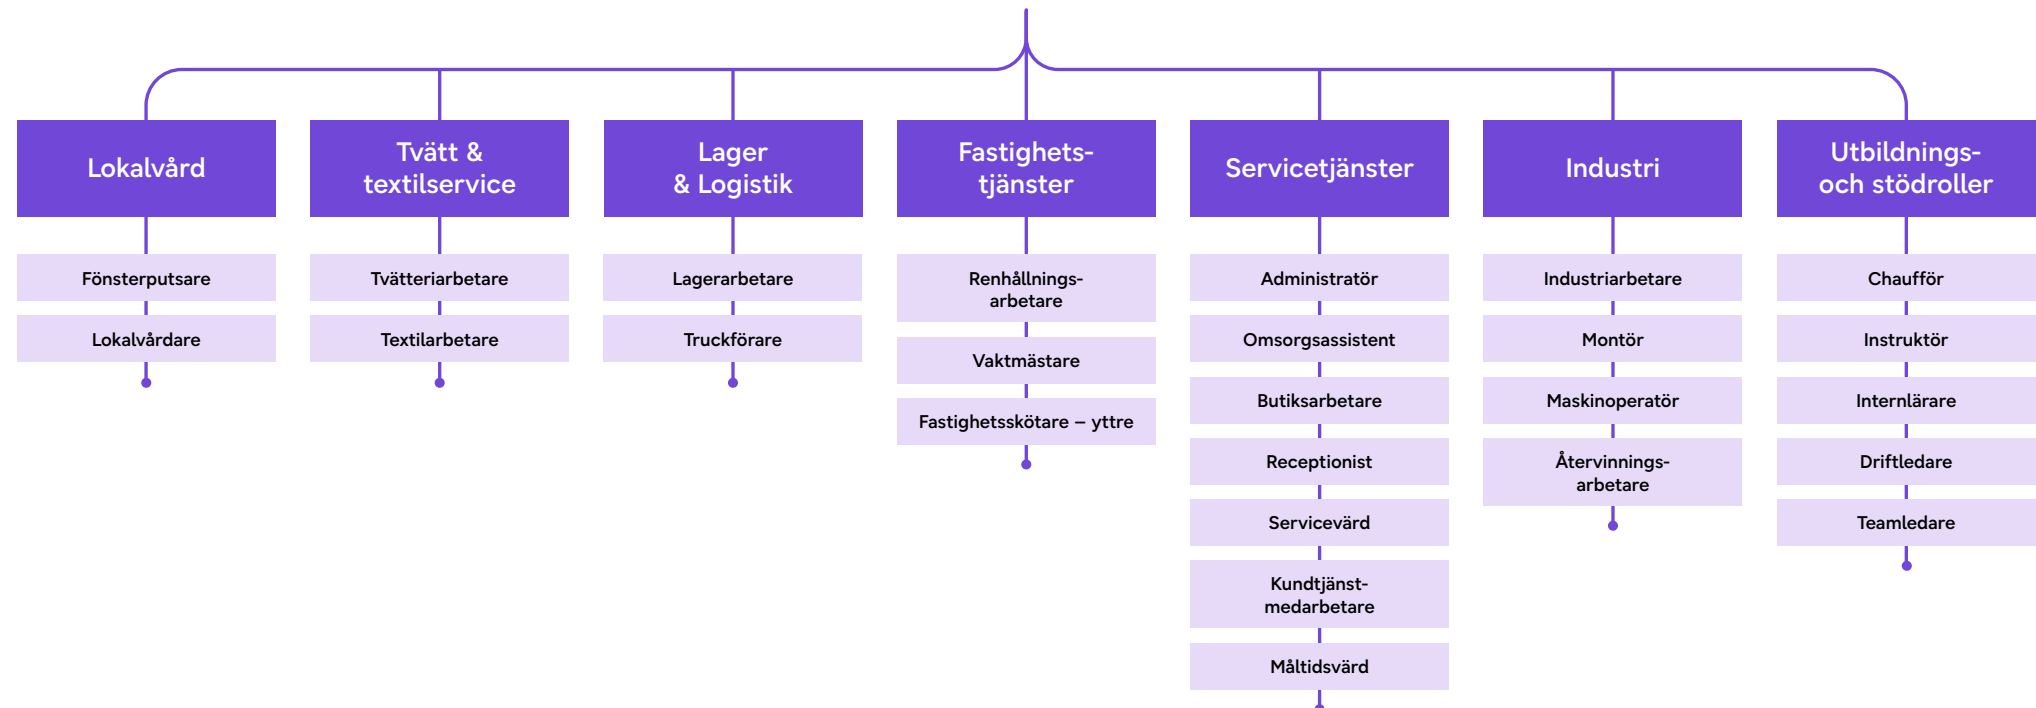 Lokalvård
Fönsterputsare
Lokalvårdare
Tvätt &
textilservice
Tvätteriarbetare
Textilarbetare
Lager
& Logistik
Lagerarbetare
Truckförare
Fastighets-
tjänster
Renhållnings-
arbetare
Vaktmästare
Fastighetsskötare – yttre
Servicetjänster
Administratör
Omsorgsassistent
Butiksarbetare
Receptionist
Servicevärd
Kundtjänst-
medarbetare
Måltidsvärd
Industri
Industriarbetare
Montör
Maskinoperatör
Återvinnings-
arbetare
Utbildnings-
och stödroller
Chaufför
Instruktör
Internlärare
Driftledare
Teamledare